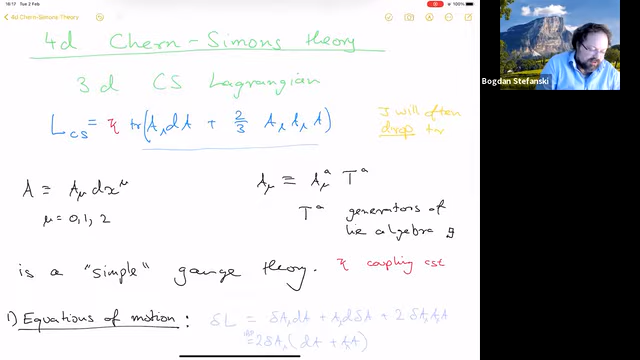 16:17 Tue 2 Feb
100%
4d Chern-Simons Theory
4d Chern-Simons theory
3d CS Lagrangian
L_CS = κ tr(A∧dA + 2/3 A∧A∧A)
I will often drop tr
A = A_μ dx^μ
μ = 0, 1, 2
A_μ ≡ A_μ^a T^a
T^a generators of
lie algebra g
is a "simple" gauge theory.
κ coupling cst
1) Equations of motion:
δL = δA∧dA + A∧dδA + 2 δA∧A∧A
= 2δA∧(dA + A∧A)
Bogdan Stefanski